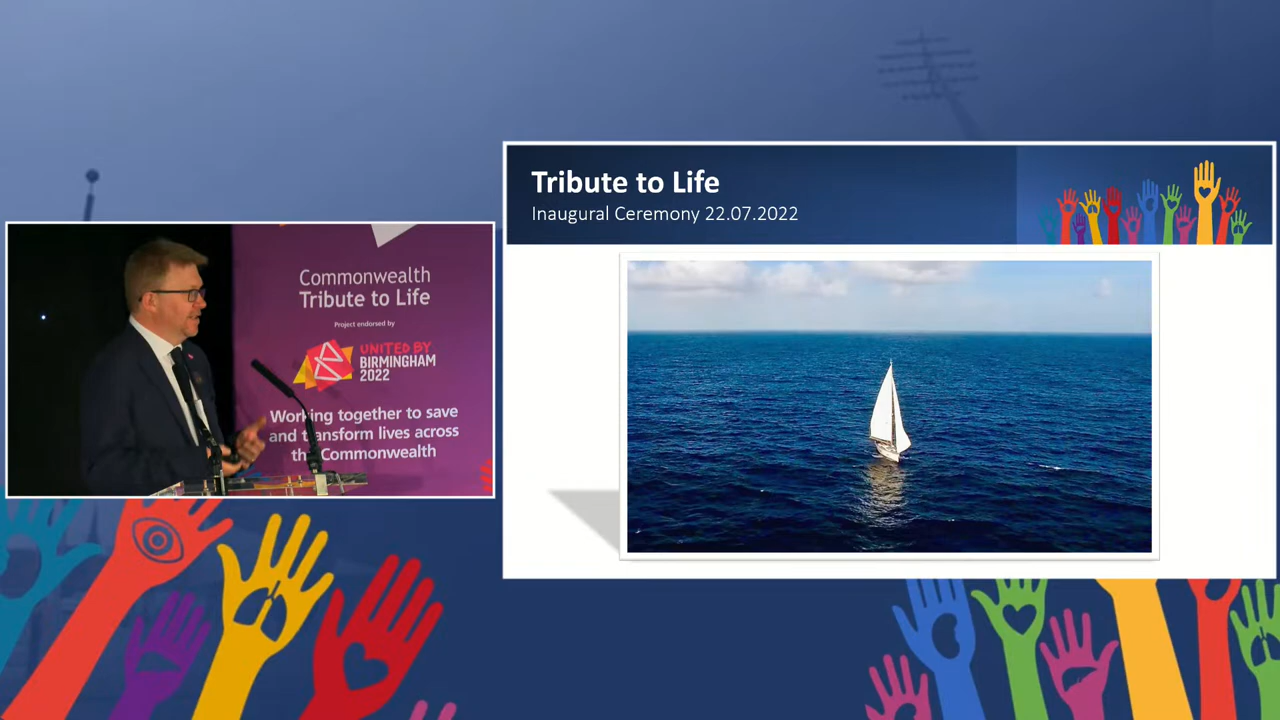 Tribute to Life
Inaugural Ceremony 22.07.2022
Commonwealth
Tribute to Life
Project endorsed by
UNITED BY
BIRMINGHAM
2022
Working together to save
and transform lives across
the Commonwealth